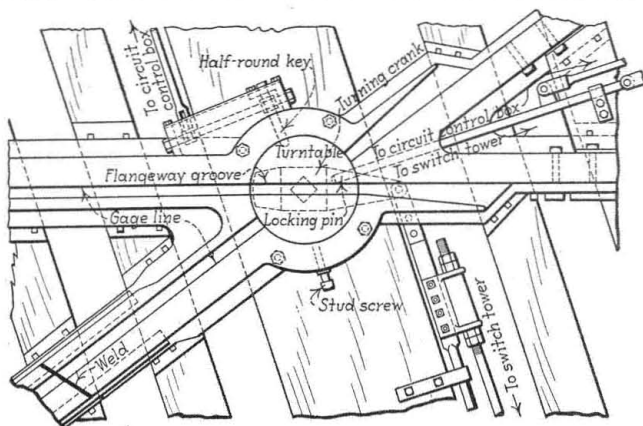 To circuit
control box
Half-round key
Turning crank
To circuit control box
To switch tower
Turntable
Flangeway groove
Gage line
Locking pin
Stud screw
Weld
To switch tower